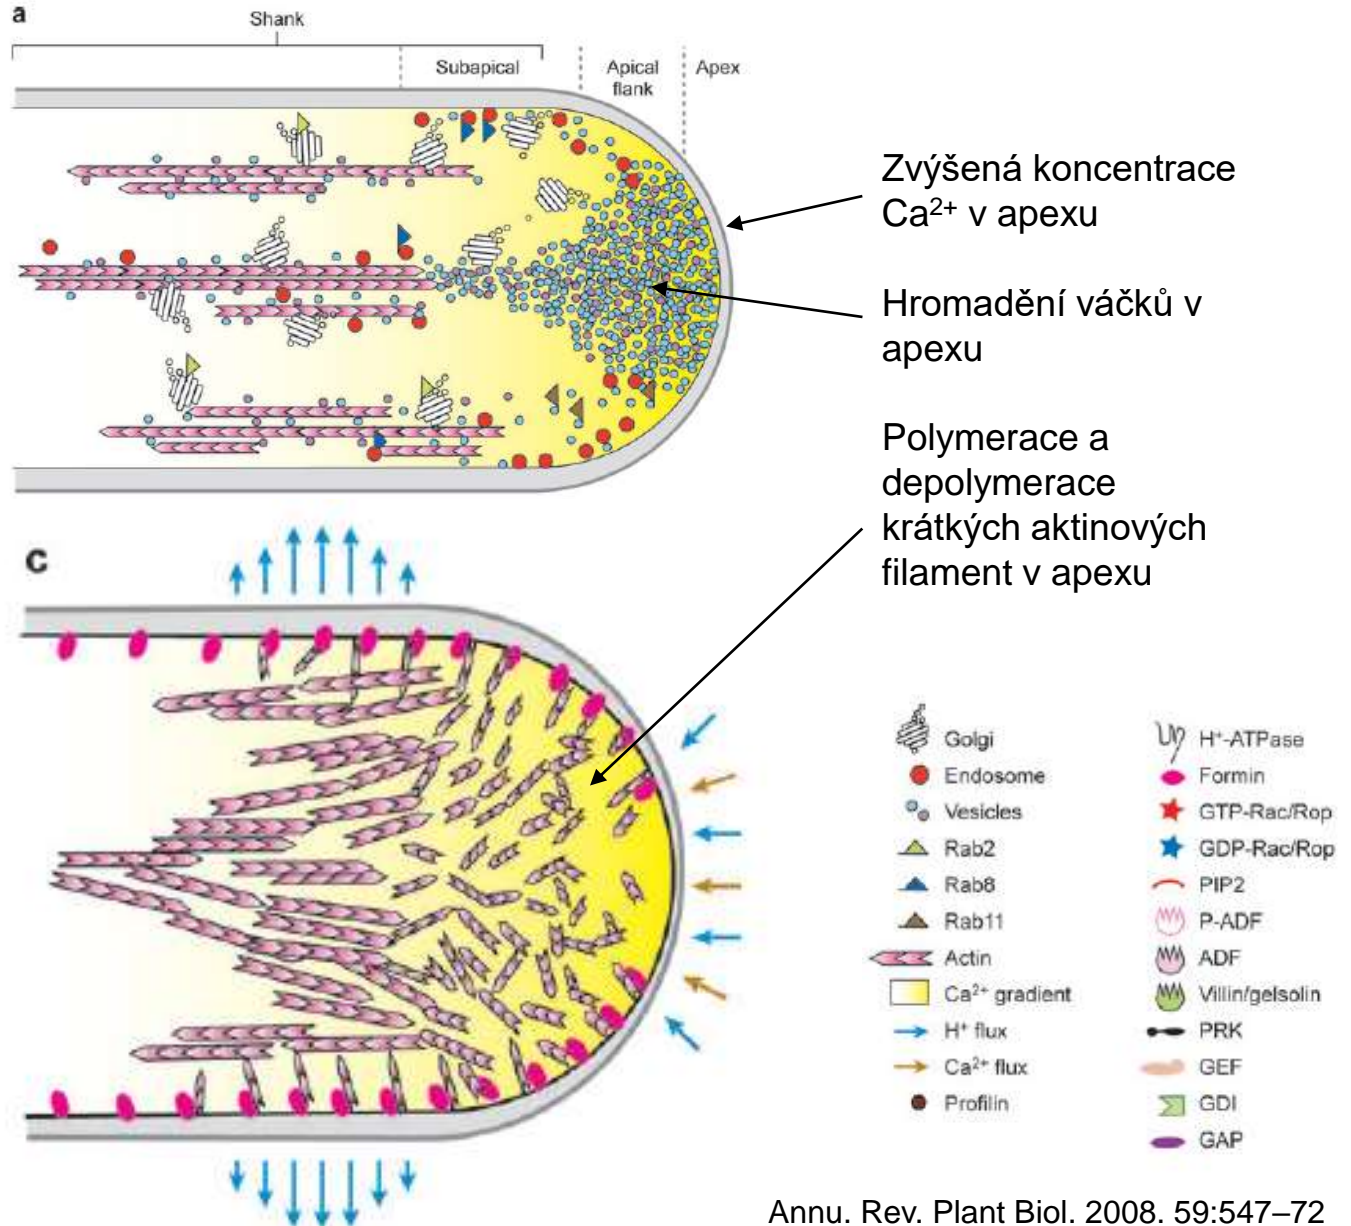 a
Shank
Subapical
Apical
flank
Apex
Zvýšená koncentrace
Ca2+ v apexu
Hromadění váčků v
apexu
Polymerace a
depolymerace
krátkých aktinových
filament v apexu
c
Golgi
Endosome
Vesicles
Rab2
Rab8
Rab11
Actin
Ca2+ gradient
H+ flux
Ca2+ flux
Profilin
H+-ATPase
Formin
GTP-Rac/Rop
GDP-Rac/Rop
PIP2
P-ADF
ADF
Villin/gelsolin
PRK
GEF
GDI
GAP
Annu. Rev. Plant Biol. 2008. 59:547–72